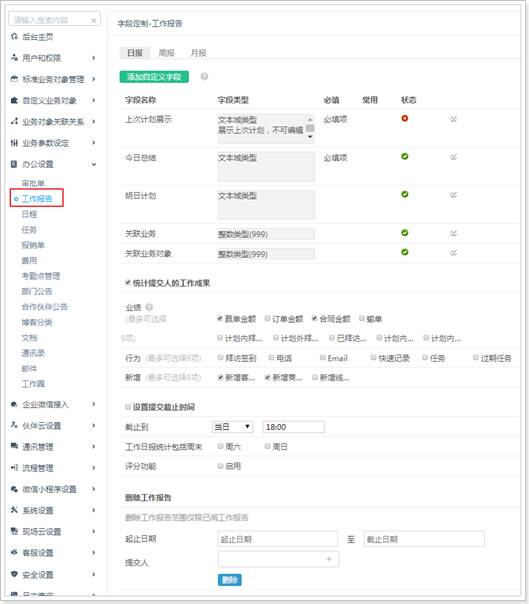 请输入搜索内容
后台主页
用户和权限
标准业务对象管理
自定义业务对象
业务对象关联关系
业务参数设定
办公设置
审批单
工作报告
日程
任务
报销单
费用
考勤点管理
部门公告
合作伙伴公告
博客分类
文档
通讯录
邮件
工作圈
企业微信接入
伙伴云设置
通讯管理
流程管理
微信小程序设置
系统设置
现场云设置
客服设置
安全设置
日志查询
字段定制-工作报告
日报 周报 月报
添加自定义字段
字段名称 字段类型 必填 常用 状态
上次计划展示 文本域类型 必填项
展示上次计划，不可编辑
今日总结 文本域类型 必填项
明日计划 文本域类型
关联业务 整数类型(999)
关联业务对象 整数类型(999)
统计提交人的工作成果
业绩
(最多可选择 赢单金额 订单金额 合同金额 输单
9项) 计划内拜... 计划外拜... 已拜访... 计划内... 计划内...
行为 (最多可选择9项) 拜访签到 电话 Email 快速记录 任务 过期任务
新增 (最多可选择9项) 新增客... 新增商... 新增线...
设置提交截止时间
截止到 当日 18:00
工作日报统计包括周末 周六 周日
评分功能 启用
删除工作报告
删除工作报告范围仅限已阅工作报告
起止日期 起止日期 至 截止日期
提交人
删除